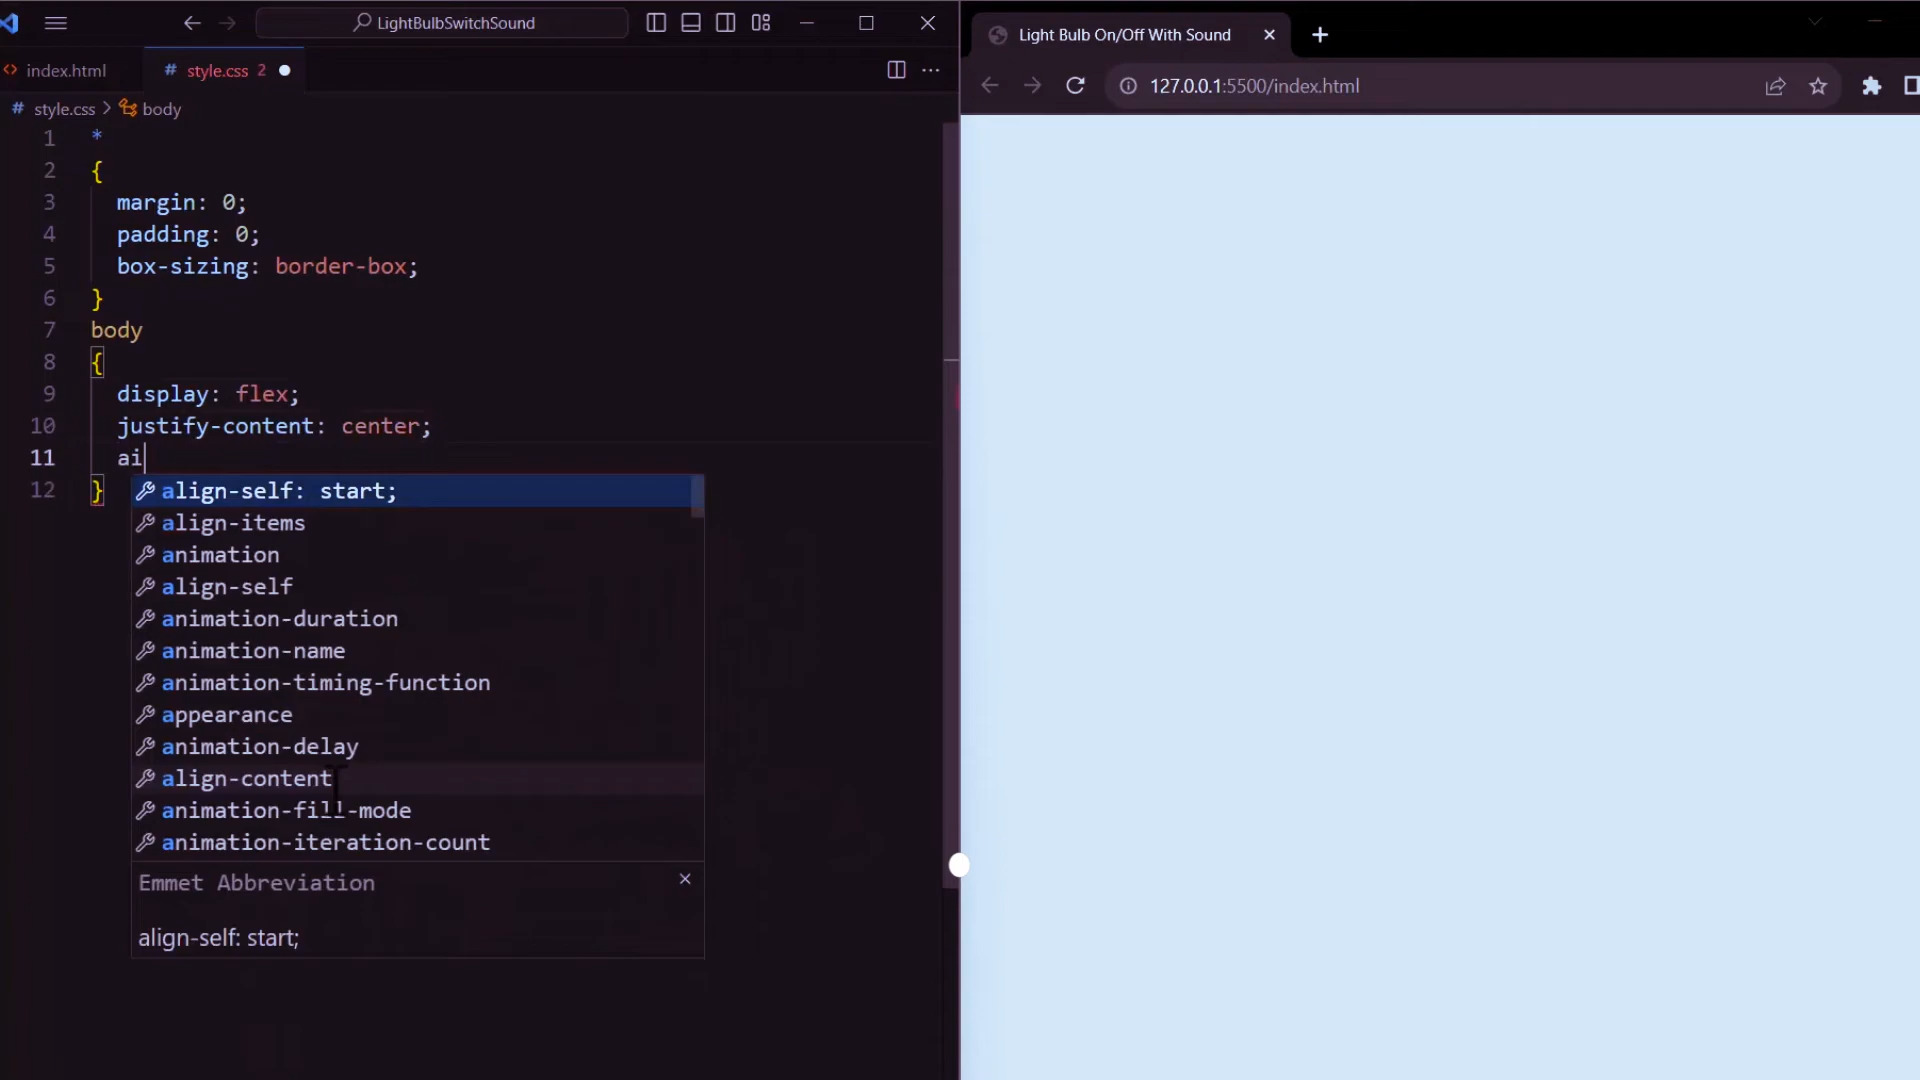 LightBulbSwitchSound
index.html
# style.css 2
# style.css > body
1 *
2 {
3 margin: 0;
4 padding: 0;
5 box-sizing: border-box;
6 }
7 body
8 {
9 display: flex;
10 justify-content: center;
11 ai
12 }
align-self: start;
align-items
animation
align-self
animation-duration
animation-name
animation-timing-function
appearance
animation-delay
align-content
animation-fill-mode
animation-iteration-count
Emmet Abbreviation
align-self: start;
Light Bulb On/Off With Sound
127.0.0.1:5500/index.html